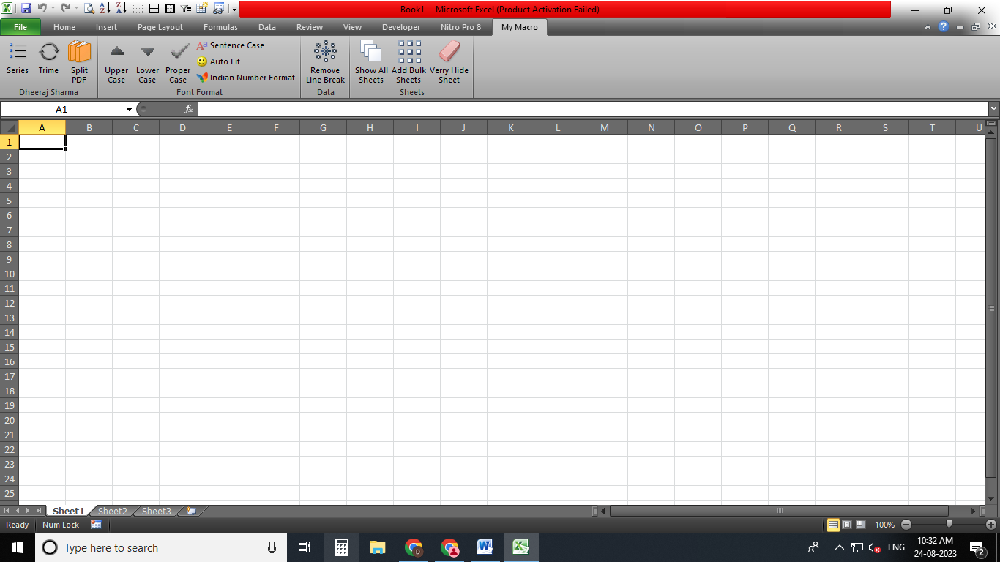 Book1 - Microsoft Excel (Product Activation Failed)
File Home Insert Page Layout Formulas Data Review View Developer Nitro Pro 8 My Macro
Series Trime Split PDF
Dheeraj Sharma
Upper Case Lower Case Proper Case
Sentence Case
Auto Fit
Indian Number Format
Font Format
Remove Line Break
Data
Show All Sheets Add Bulk Sheets Verry Hide Sheet
Sheets
A1 fx
A B C D E F G H I J K L M N O P Q R S T U
1
2
3
4
5
6
7
8
9
10
11
12
13
14
15
16
17
18
19
20
21
22
23
24
25
Sheet1 Sheet2 Sheet3
Ready Num Lock 100%
Type here to search
ENG
10:32 AM
24-08-2023
2